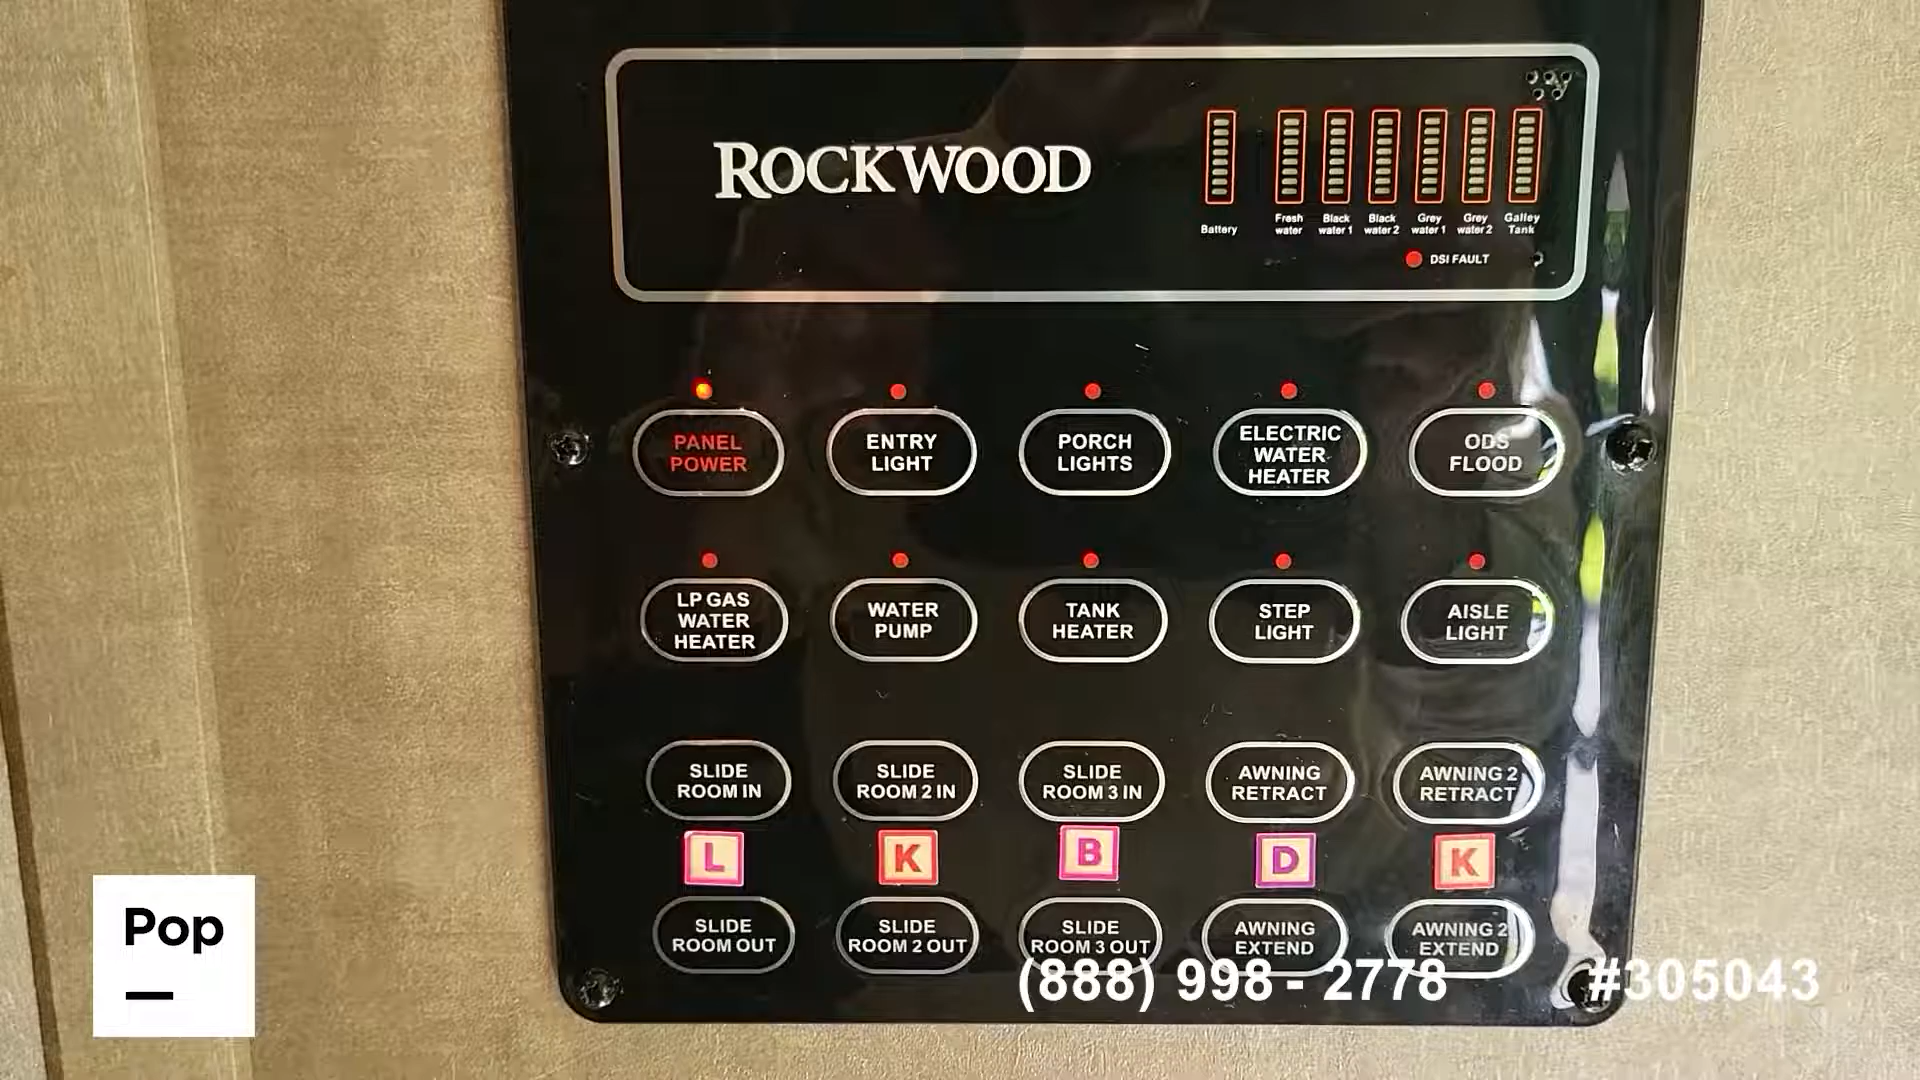 ROCKWOOD
Battery
Fresh water
Black water 1
Black water 2
Grey water 1
Grey water 2
Galley Tank
DSI FAULT
PANEL
POWER
ENTRY
LIGHT
PORCH
LIGHTS
ELECTRIC
WATER
HEATER
ODS
FLOOD
LP GAS
WATER
HEATER
WATER
PUMP
TANK
HEATER
STEP
LIGHT
AISLE
LIGHT
SLIDE
ROOM IN
SLIDE
ROOM 2 IN
SLIDE
ROOM 3 IN
AWNING
RETRACT
AWNING 2
RETRACT
L
K
B
D
K
SLIDE
ROOM OUT
SLIDE
ROOM 2 OUT
SLIDE
ROOM 3 OUT
AWNING
EXTEND
AWNING 2
EXTEND
Pop
(888) 998 - 2778
#305043